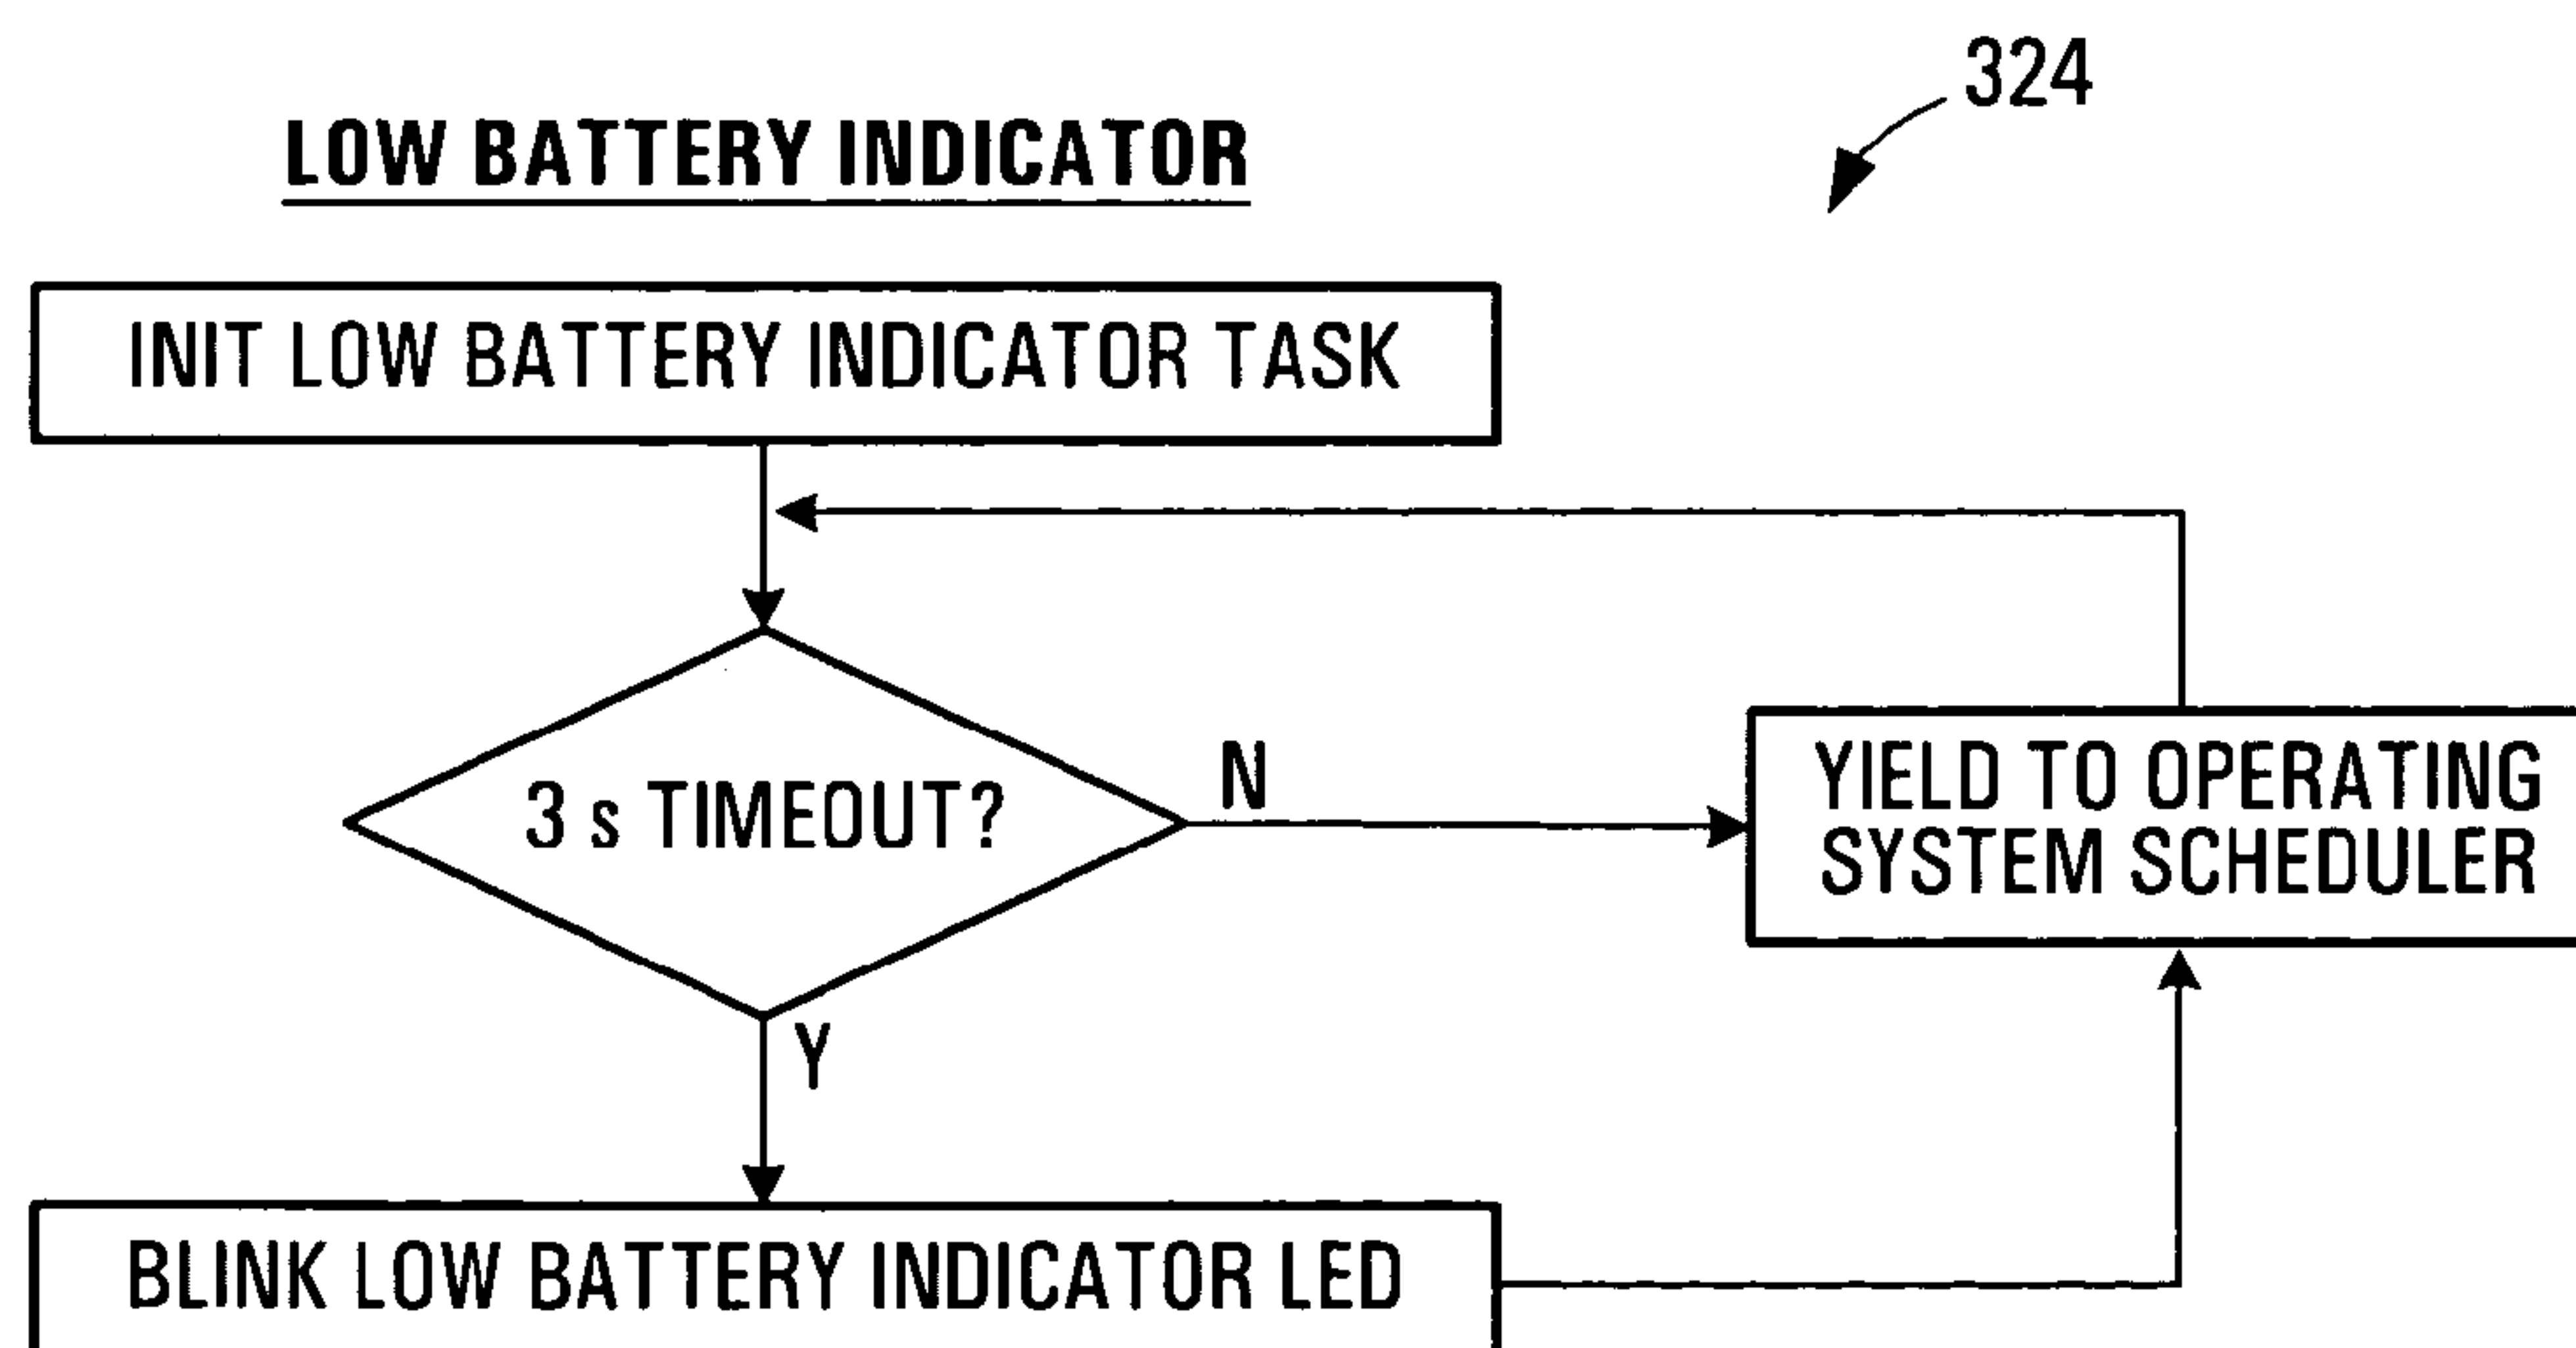 324
LOW BATTERY INDICATOR
INIT LOW BATTERY INDICATOR TASK
3 s TIMEOUT?
N
YIELD TO OPERATING
SYSTEM SCHEDULER
Y
BLINK LOW BATTERY INDICATOR LED